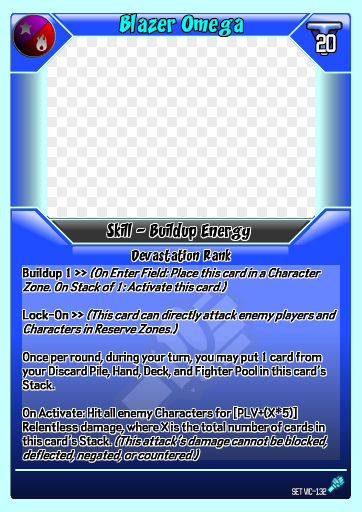 Blazer Omega
20
Skill - Buildup Energy
Devastation Rank
Buildup 1 >> (On Enter Field: Place this card in a Character
Zone. On Stack of 1: Activate this card.)
Lock-On >> (This card can directly attack enemy players and
Characters in Reserve Zones.)
Once per round, during your turn, you may put 1 card from
your Discard Pile, Hand, Deck, and Fighter Pool in this card's
Stack.
On Activate: Hit all enemy Characters for [PLV+(X*5)]
Relentless damage, where X is the total number of cards in
this card's Stack. (This attack's damage cannot be blocked,
deflected, negated, or countered.)
SET VIC-132